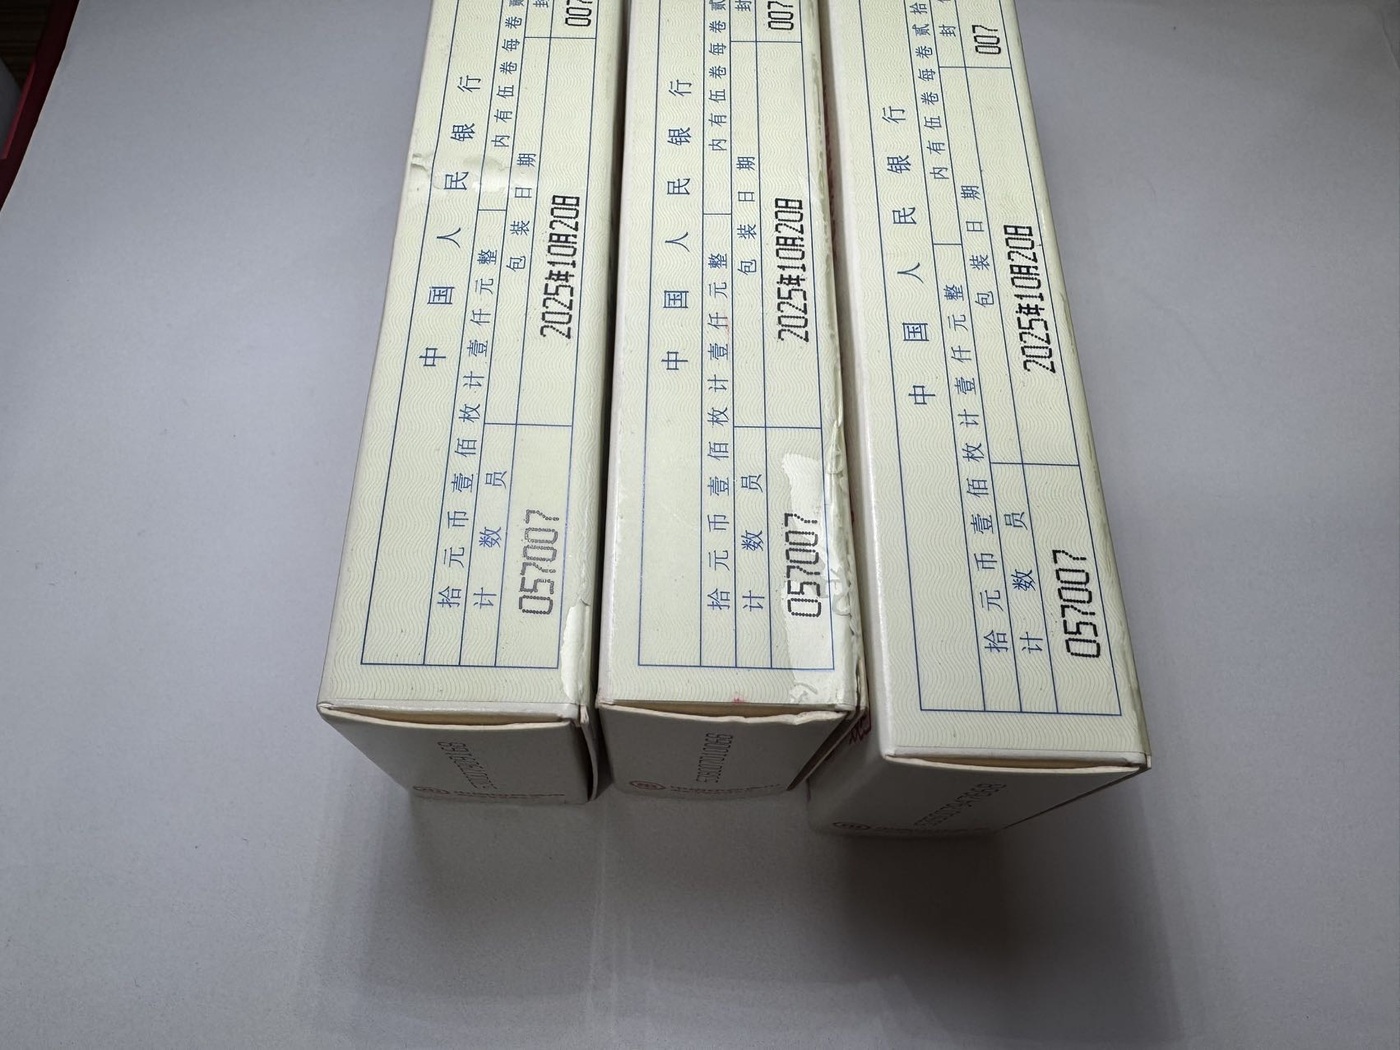 中国人民银行
拾元币壹佰枚计壹仟元整
内有伍卷每卷贰
计数员
包装日期
封
057007
2025年10月20日
007
中国人民银行
拾元币壹佰枚计壹仟元整
内有伍卷每卷贰
计数员
包装日期
封
057007
2025年10月20日
007
中国人民银行
拾元币壹佰枚计壹仟元整
内有伍卷每卷贰拾
计数员
包装日期
封
057007
2025年10月20日
007